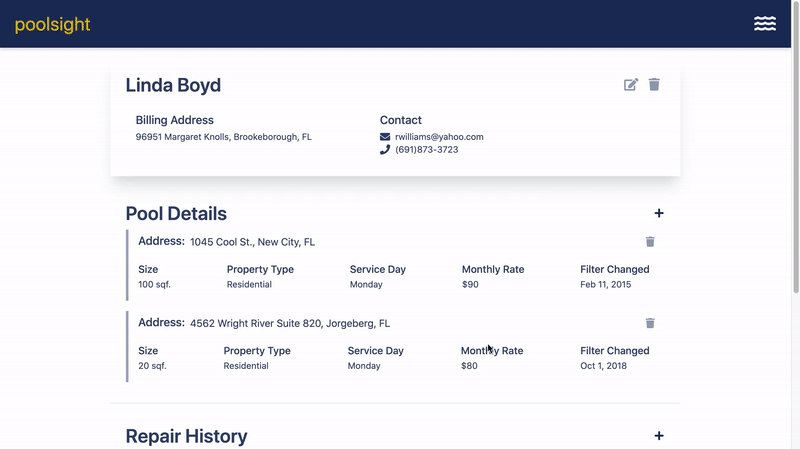 poolsight
Linda Boyd
Billing Address
96951 Margaret Knolls, Brookeborough, FL
Contact
rwilliams@yahoo.com
(691)873-3723
Pool Details
Address: 1045 Cool St., New City, FL
Size Property Type Service Day Monthly Rate Filter Changed
100 sqf. Residential Monday $90 Feb 11, 2015
Address: 4562 Wright River Suite 820, Jorgeberg, FL
Size Property Type Service Day Monthly Rate Filter Changed
20 sqf. Residential Monday $80 Oct 1, 2018
Repair History